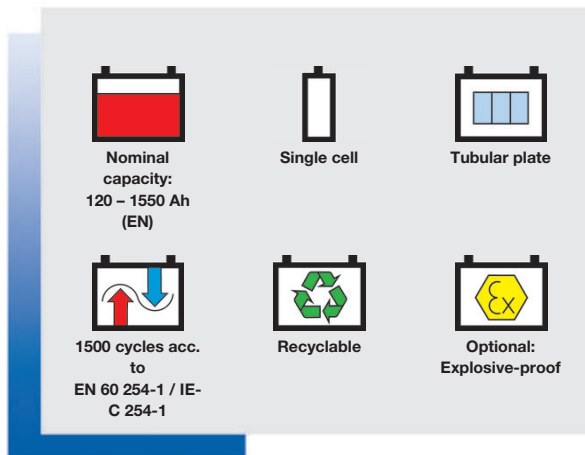 Nominal
capacity:
120 – 1550 Ah
(EN)
Single cell
Tubular plate
1500 cycles acc.
to
EN 60 254-1 / IE-
C 254-1
Recyclable
Ex
Optional:
Explosive-proof